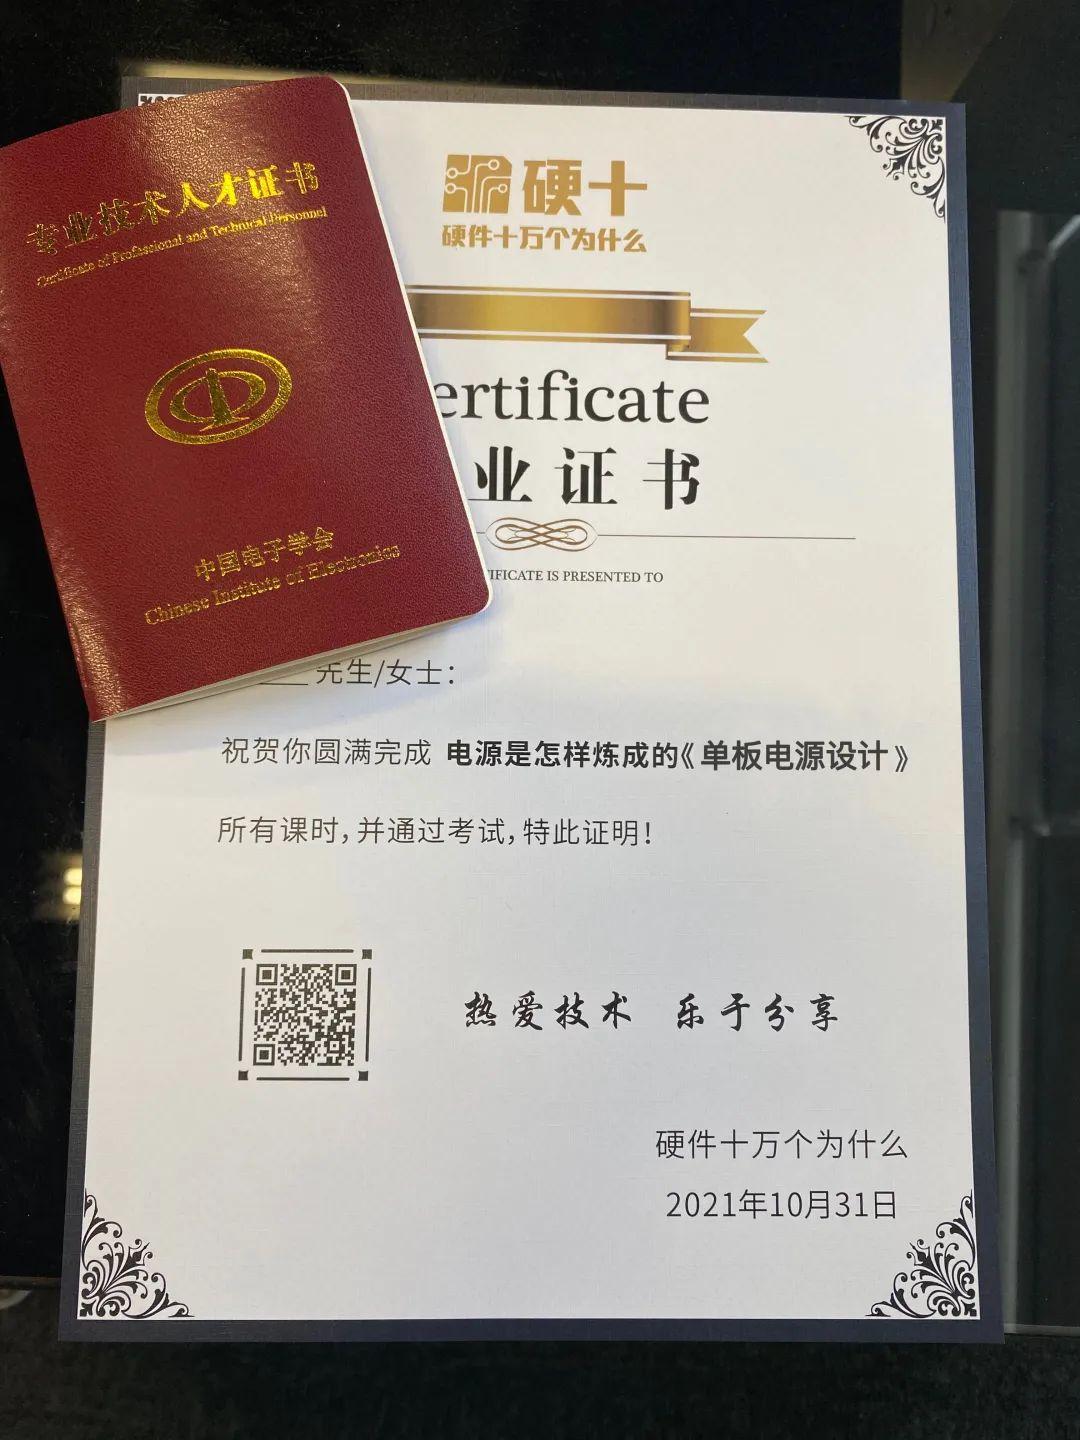 专业技术人才证书
Certificate of Professional and Technical Personnel
中国电子学会
Chinese Institute of Electronics
硬十
硬件十万个为什么
ertificate
业证书
IFICATE IS PRESENTED TO
先生/女士：
祝贺你圆满完成 电源是怎样炼成的《单板电源设计》
所有课时，并通过考试，特此证明！
热爱技术 乐于分享
硬件十万个为什么
2021年10月31日